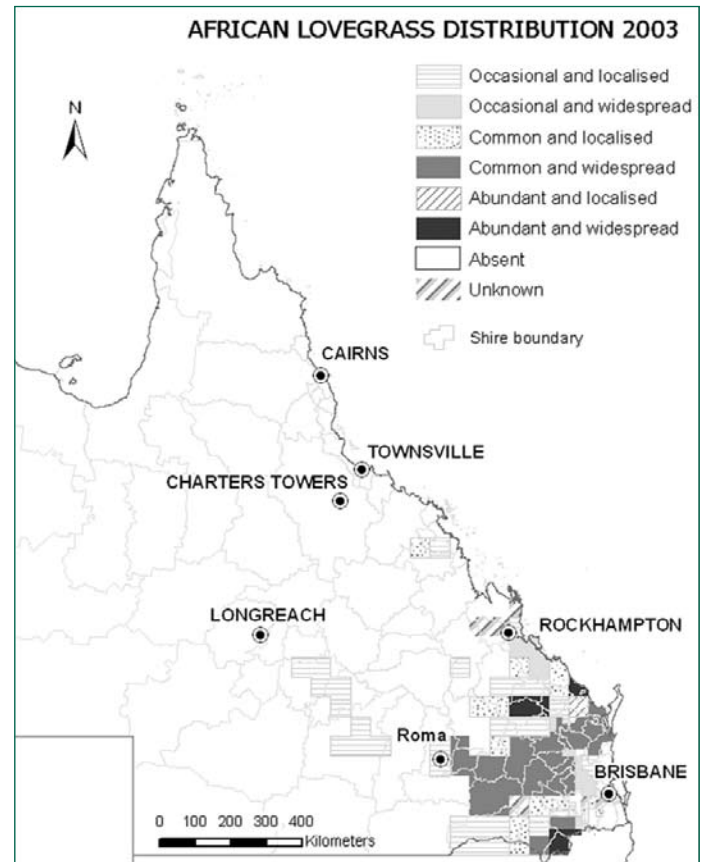 AFRICAN LOVEGRASS DISTRIBUTION 2003
N
Occasional and localised
Occasional and widespread
Common and localised
Common and widespread
Abundant and localised
Abundant and widespread
Absent
Unknown
Shire boundary
CAIRNS
TOWNSVILLE
CHARTERS TOWERS
LONGREACH
ROCKHAMPTON
Roma
BRISBANE
0 100 200 300 400
Kilometers